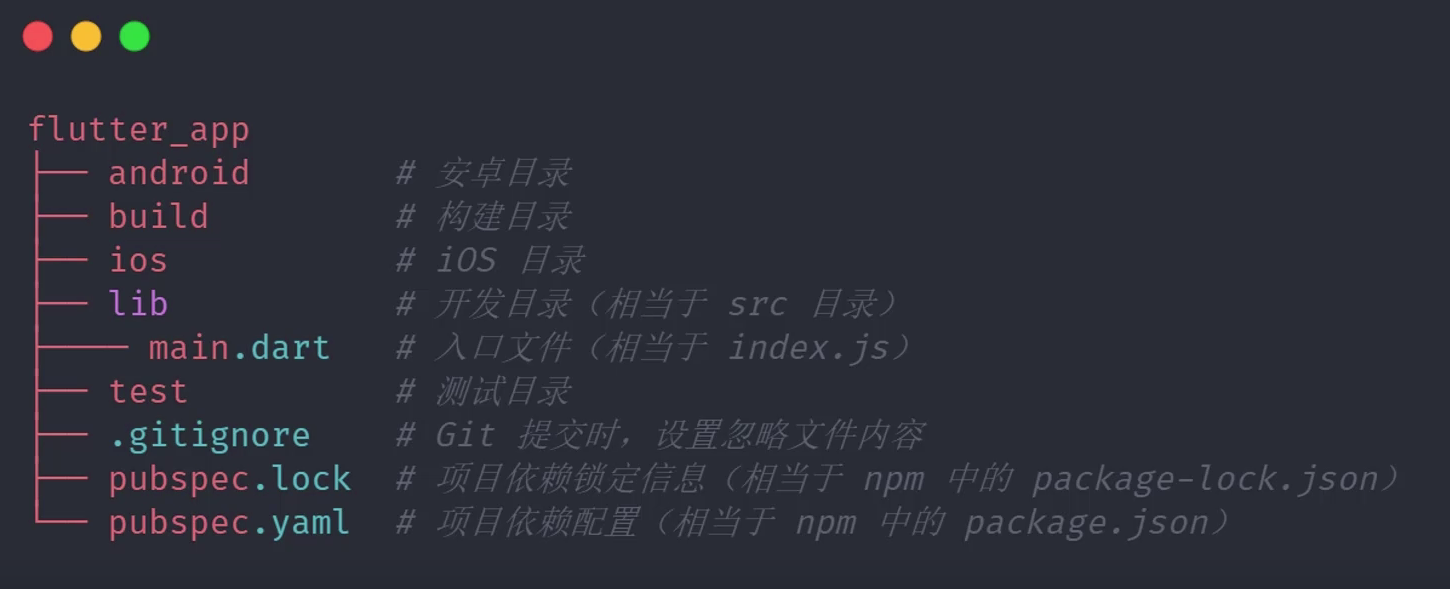 flutter_app
├── android       # 安卓目录
├── build         # 构建目录
├── ios           # iOS 目录
├── lib           # 开发目录（相当于 src 目录）
├──── main.dart   # 入口文件（相当于 index.js）
├── test          # 测试目录
├── .gitignore    # Git 提交时，设置忽略文件内容
├── pubspec.lock  # 项目依赖锁定信息（相当于 npm 中的 package-lock.json）
└── pubspec.yaml  # 项目依赖配置（相当于 npm 中的 package.json）